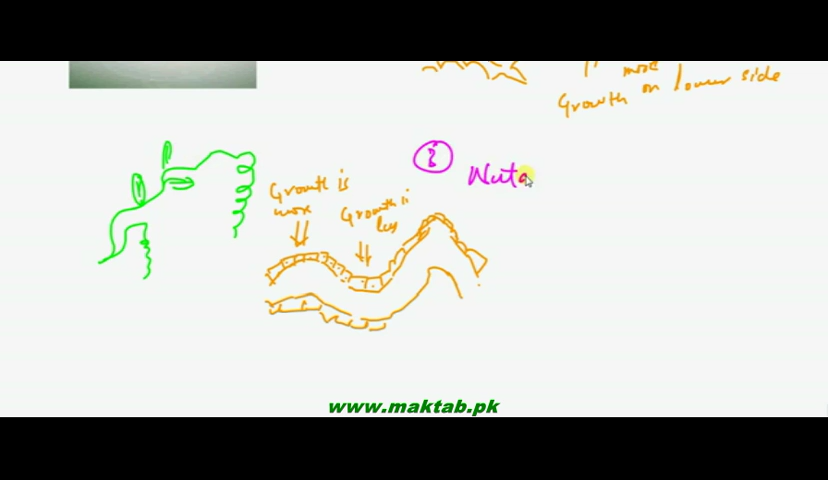 more
Growth on lower side
3
Nuta
Growth is
more
Growth is
less
www.maktab.pk